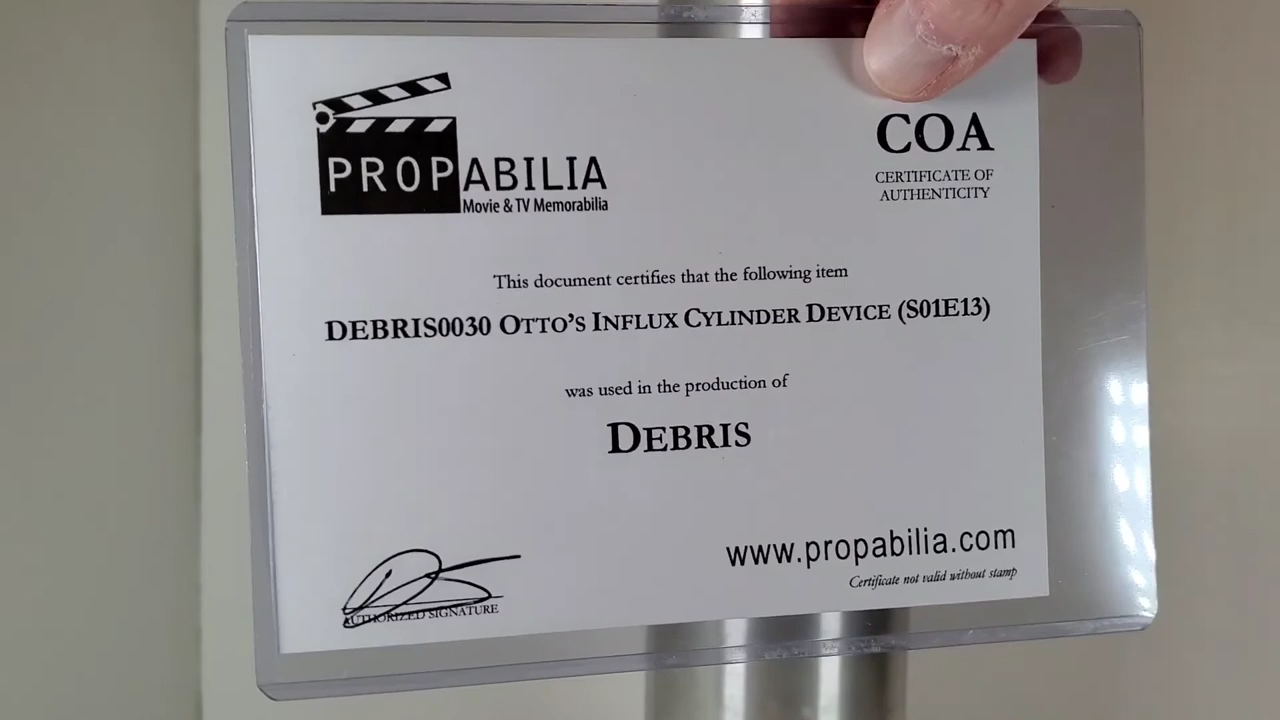 PROPABILIA
Movie & TV Memorabilia
COA
CERTIFICATE OF
AUTHENTICITY
This document certifies that the following item
DEBRIS0030 OTTO'S INFLUX CYLINDER DEVICE (S01E13)
was used in the production of
DEBRIS
www.propabilia.com
Certificate not valid without stamp
AUTHORIZED SIGNATURE